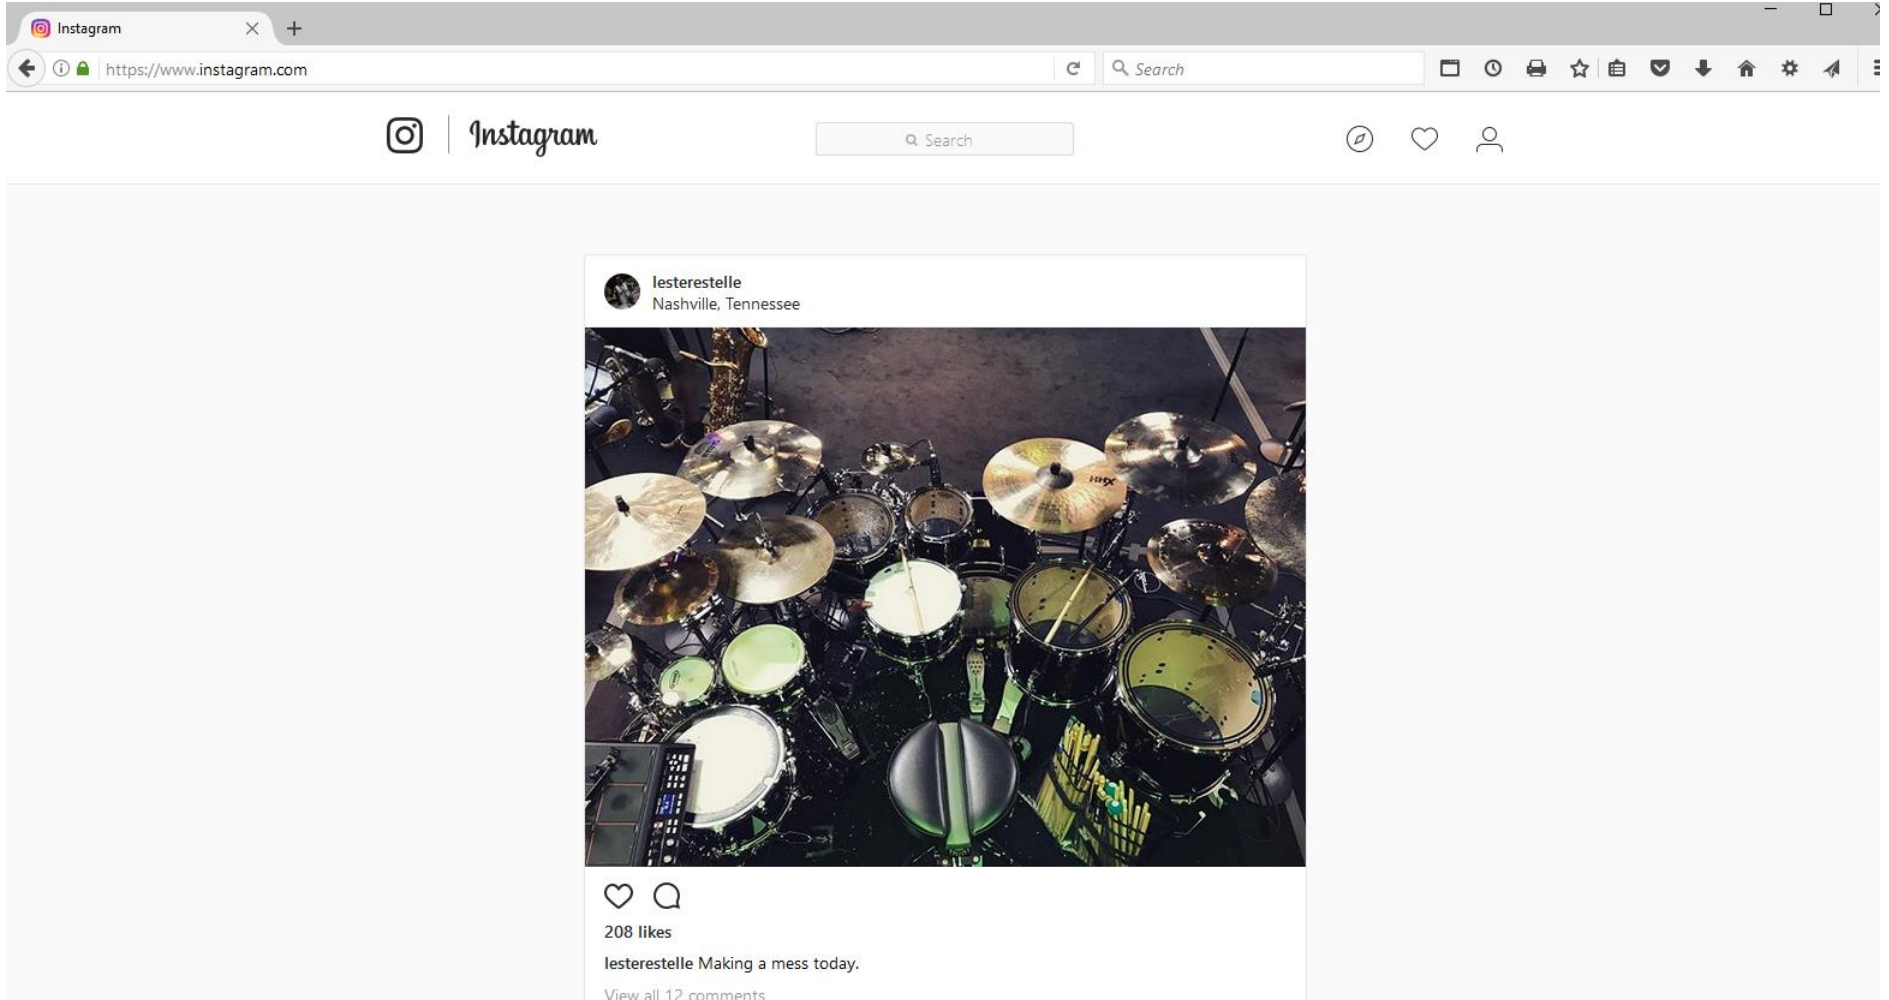 Instagram
https://www.instagram.com
Search
Instagram
Search
lesterestelle
Nashville, Tennessee
HHX
208 likes
lesterestelle Making a mess today.
View all 12 comments